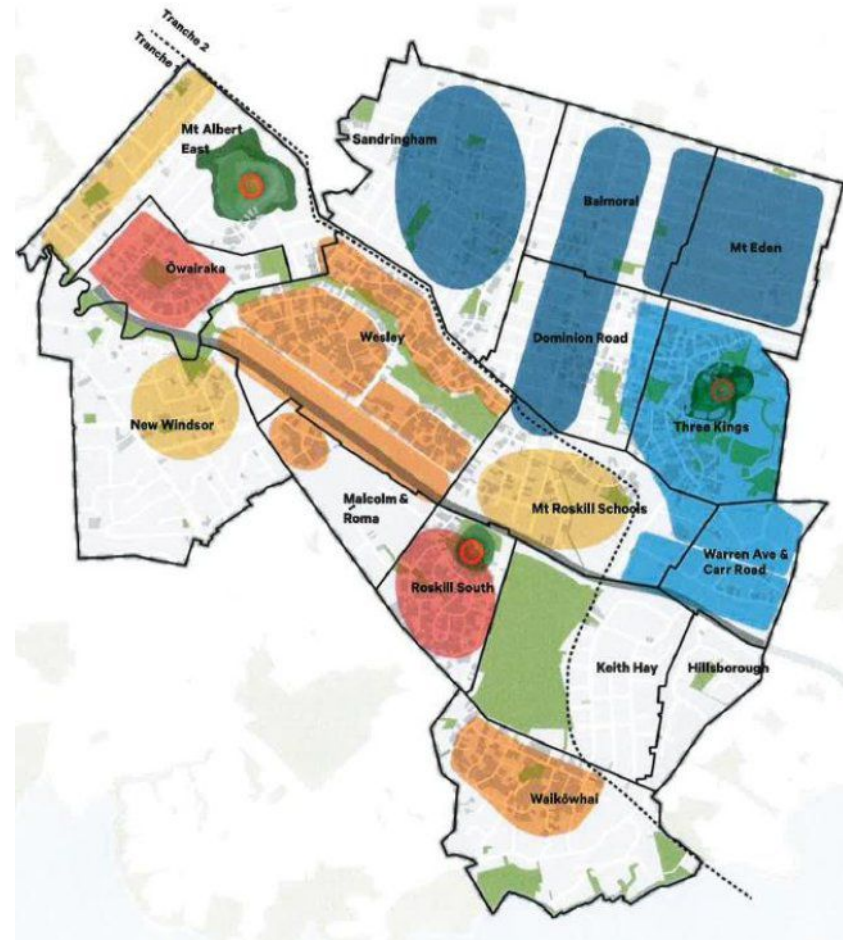 Tranche 2
Tranche 1
Mt Albert
East
Sandringham
Balmoral
Mt Eden
Ōwairaka
Wesley
Dominion Road
New Windsor
Three Kings
Malcolm &
Roma
Mt Roskill Schools
Warren Ave &
Carr Road
Roskill South
Keith Hay
Hillsborough
Waikōwhai